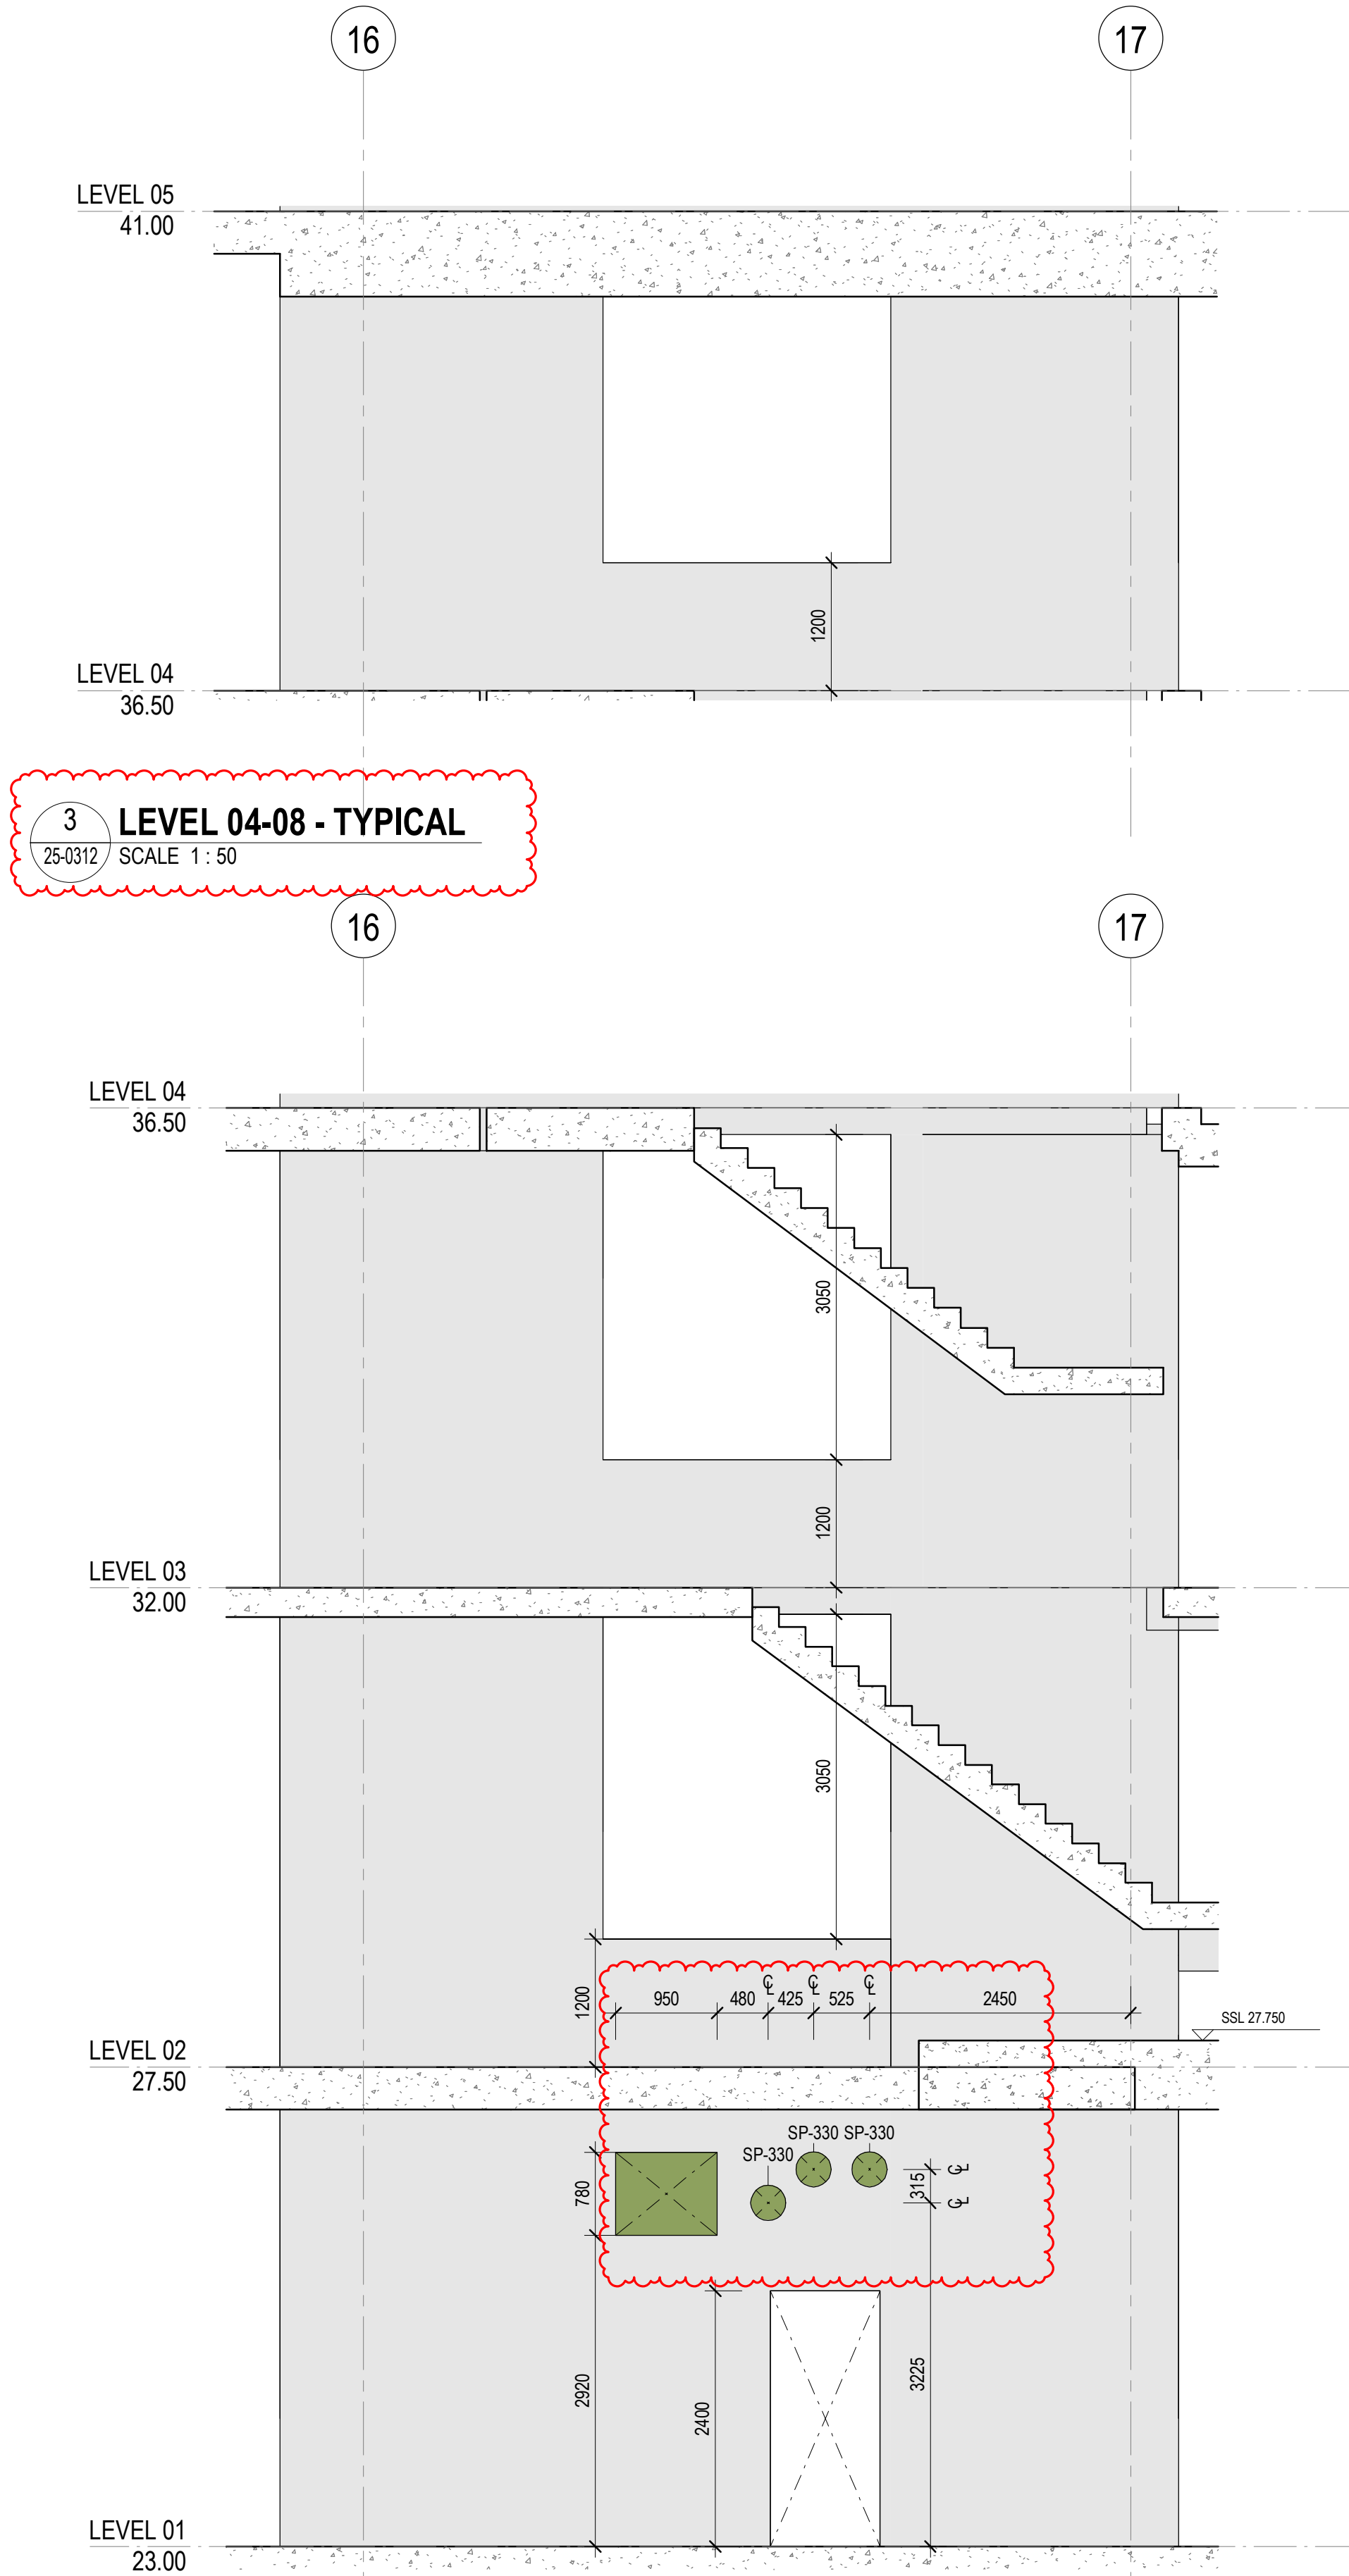 16 17
LEVEL 05
41.00
1200
LEVEL 04
36.50
3 LEVEL 04-08 - TYPICAL
25-0312 SCALE 1 : 50
16 17
LEVEL 04
36.50
3050
1200
LEVEL 03
32.00
3050
1200
℄ ℄ ℄
950 480 425 525 2450
SSL 27.750
LEVEL 02
27.50
SP-330 SP-330
SP-330
780
315
℄
℄
2920
2400
3225
LEVEL 01
23.00